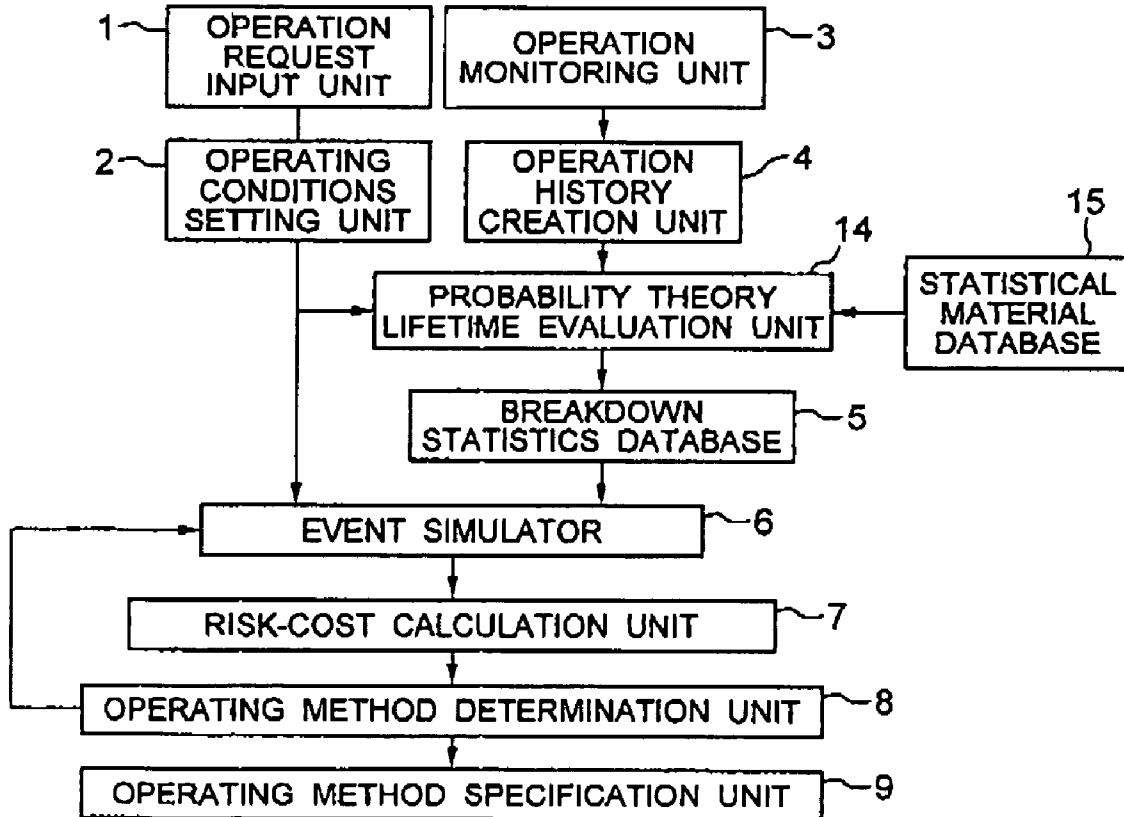 1
OPERATION
REQUEST
INPUT UNIT
OPERATION
MONITORING UNIT
3
2
OPERATING
CONDITIONS
SETTING UNIT
OPERATION
HISTORY
CREATION UNIT
4
14
PROBABILITY THEORY
LIFETIME EVALUATION UNIT
15
STATISTICAL
MATERIAL
DATABASE
BREAKDOWN
STATISTICS DATABASE
5
EVENT SIMULATOR
6
RISK-COST CALCULATION UNIT
7
OPERATING METHOD DETERMINATION UNIT
8
OPERATING METHOD SPECIFICATION UNIT
9